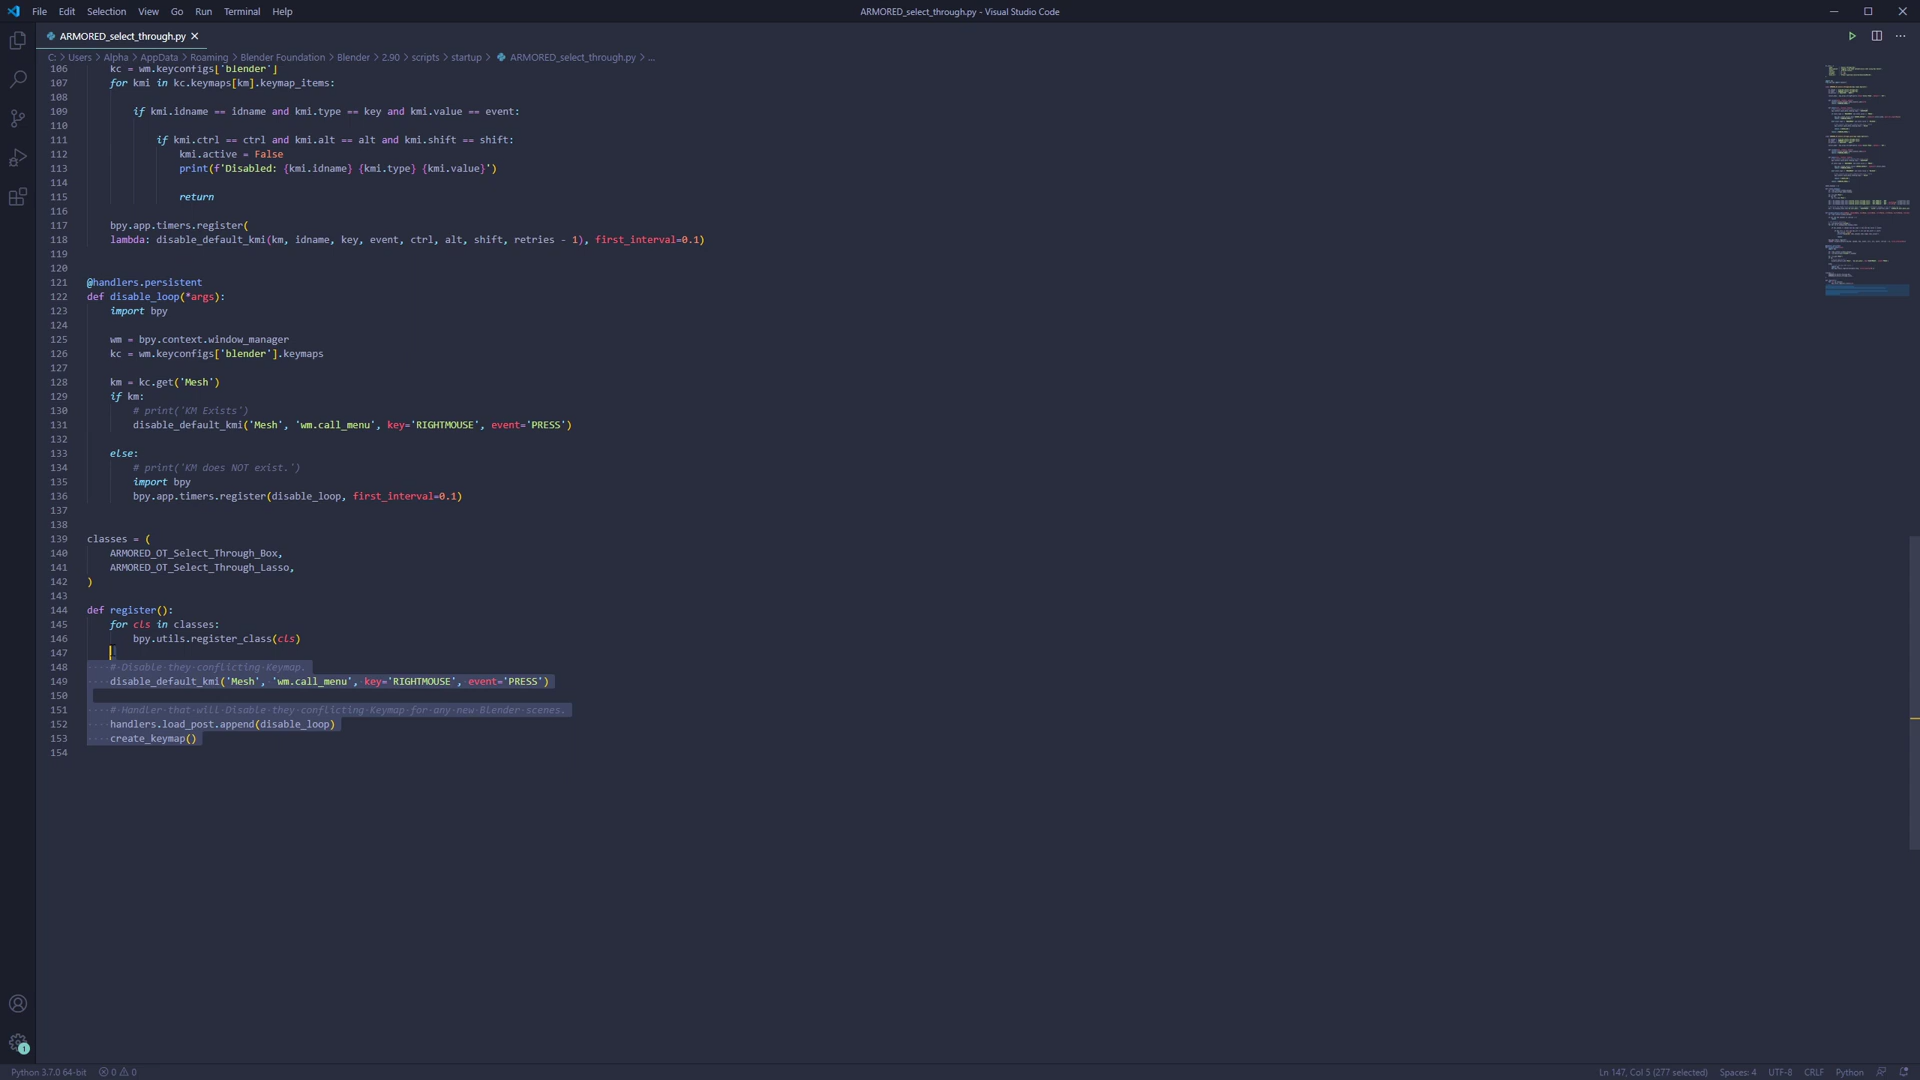 File Edit Selection View Go Run Terminal Help
ARMORED_select_through.py - Visual Studio Code
ARMORED_select_through.py
C: > Users > Alpha > AppData > Roaming > Blender Foundation > Blender > 2.90 > scripts > startup > ARMORED_select_through.py > ...
106 kc = wm.keyconfigs['blender']
107 for kmi in kc.keymaps[km].keymap_items:
108
109 if kmi.idname == idname and kmi.type == key and kmi.value == event:
110
111 if kmi.ctrl == ctrl and kmi.alt == alt and kmi.shift == shift:
112 kmi.active = False
113 print(f'Disabled: {kmi.idname} {kmi.type} {kmi.value}')
114
115 return
116
117 bpy.app.timers.register(
118 lambda: disable_default_kmi(km, idname, key, event, ctrl, alt, shift, retries - 1), first_interval=0.1)
119
120
121 @handlers.persistent
122 def disable_loop(*args):
123 import bpy
124
125 wm = bpy.context.window_manager
126 kc = wm.keyconfigs['blender'].keymaps
127
128 km = kc.get('Mesh')
129 if km:
130 # print('KM Exists')
131 disable_default_kmi('Mesh', 'wm.call_menu', key='RIGHTMOUSE', event='PRESS')
132
133 else:
134 # print('KM does NOT exist.')
135 import bpy
136 bpy.app.timers.register(disable_loop, first_interval=0.1)
137
138
139 classes = (
140 ARMORED_OT_Select_Through_Box,
141 ARMORED_OT_Select_Through_Lasso,
142 )
143
144 def register():
145 for cls in classes:
146 bpy.utils.register_class(cls)
147
148 # Disable they conflicting Keymap.
149 disable_default_kmi('Mesh', 'wm.call_menu', key='RIGHTMOUSE', event='PRESS')
150
151 # Handler that will Disable they conflicting Keymap for any new Blender scenes.
152 handlers.load_post.append(disable_loop)
153 create_keymap()
154
1
Python 3.7.0 64-bit 0 0 Ln 147, Col 5 (277 selected) Spaces: 4 UTF-8 CRLF Python